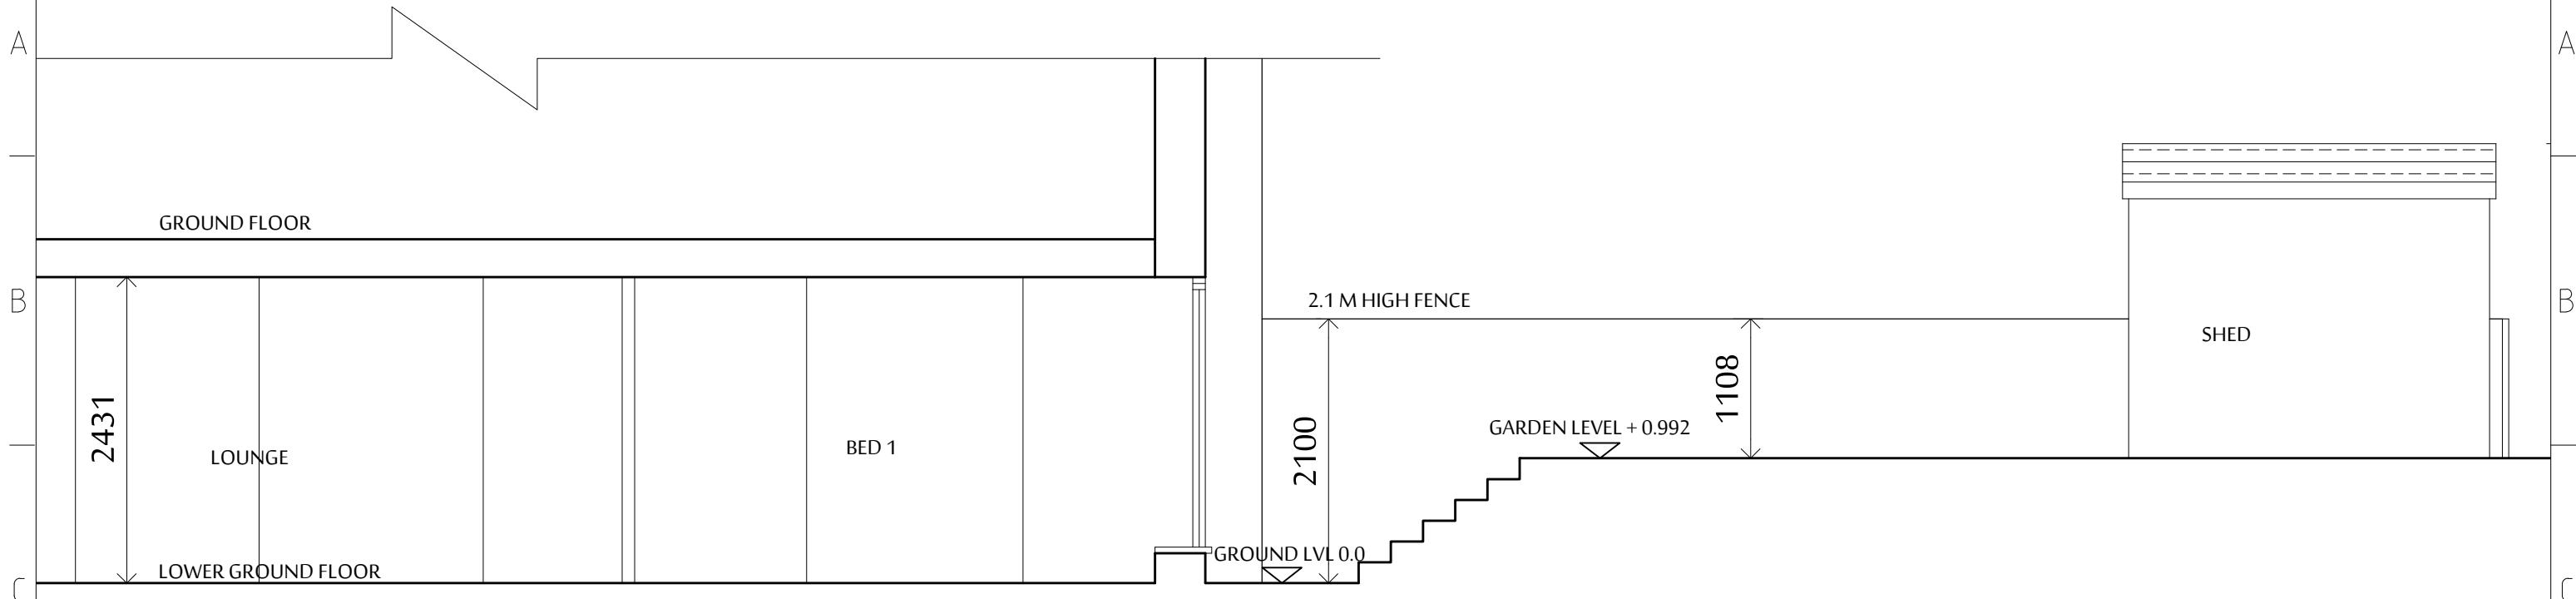 A
A
GROUND FLOOR
B
2.1 M HIGH FENCE
B
SHED
2431
1108
2100
GARDEN LEVEL + 0.992
LOUNGE
BED 1
GROUND LVL 0.0
LOWER GROUND FLOOR
C
C